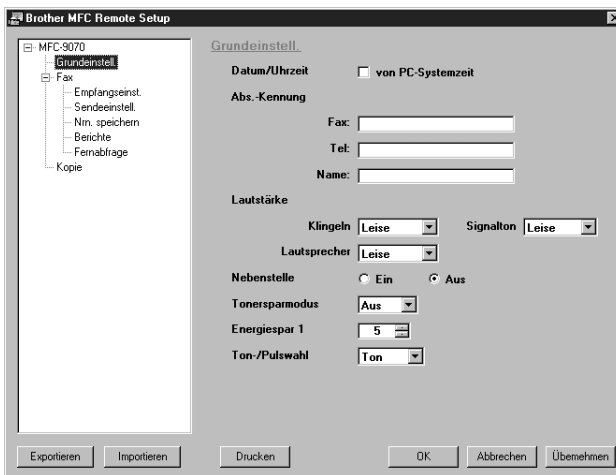 Brother MFC Remote Setup
MFC-9070
Grundeinstell.
Fax
Empfangseinst.
Sendeeinstell.
Nrn. speichern
Berichte
Fernabfrage
Kopie
Grundeinstell.
Datum/Uhrzeit von PC-Systemzeit
Abs.-Kennung
Fax:
Tel:
Name:
Lautstärke
Klingeln Leise Signalton Leise
Lautsprecher Leise
Nebenstelle Ein Aus
Tonersparmodus Aus
Energiespar 1 5
Ton-/Pulswahl Ton
Exportieren Importieren Drucken OK Abbrechen Übernehmen